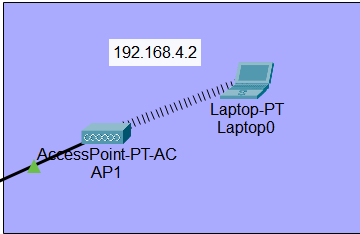 192.168.4.2
Laptop-PT
Laptop0
AccessPoint-PT-AC
AP1